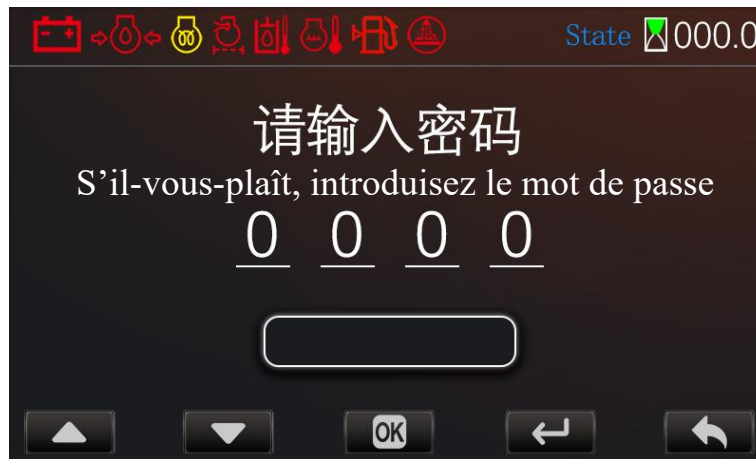 State 000.0
请输入密码
S'il-vous-plaît, introduisez le mot de passe
0 0 0 0
OK